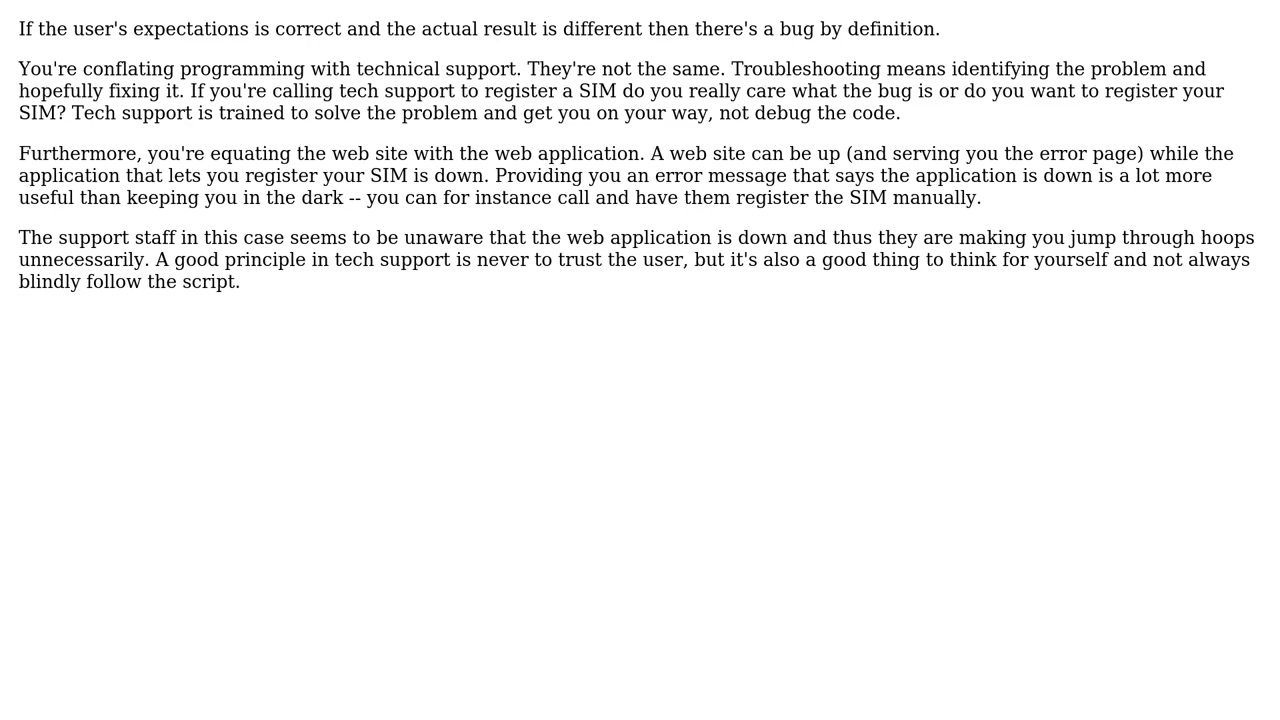 If the user's expectations is correct and the actual result is different then there's a bug by definition.
You're conflating programming with technical support. They're not the same. Troubleshooting means identifying the problem and
hopefully fixing it. If you're calling tech support to register a SIM do you really care what the bug is or do you want to register your
SIM? Tech support is trained to solve the problem and get you on your way, not debug the code.
Furthermore, you're equating the web site with the web application. A web site can be up (and serving you the error page) while the
application that lets you register your SIM is down. Providing you an error message that says the application is down is a lot more
useful than keeping you in the dark -- you can for instance call and have them register the SIM manually.
The support staff in this case seems to be unaware that the web application is down and thus they are making you jump through hoops
unnecessarily. A good principle in tech support is never to trust the user, but it's also a good thing to think for yourself and not always
blindly follow the script.